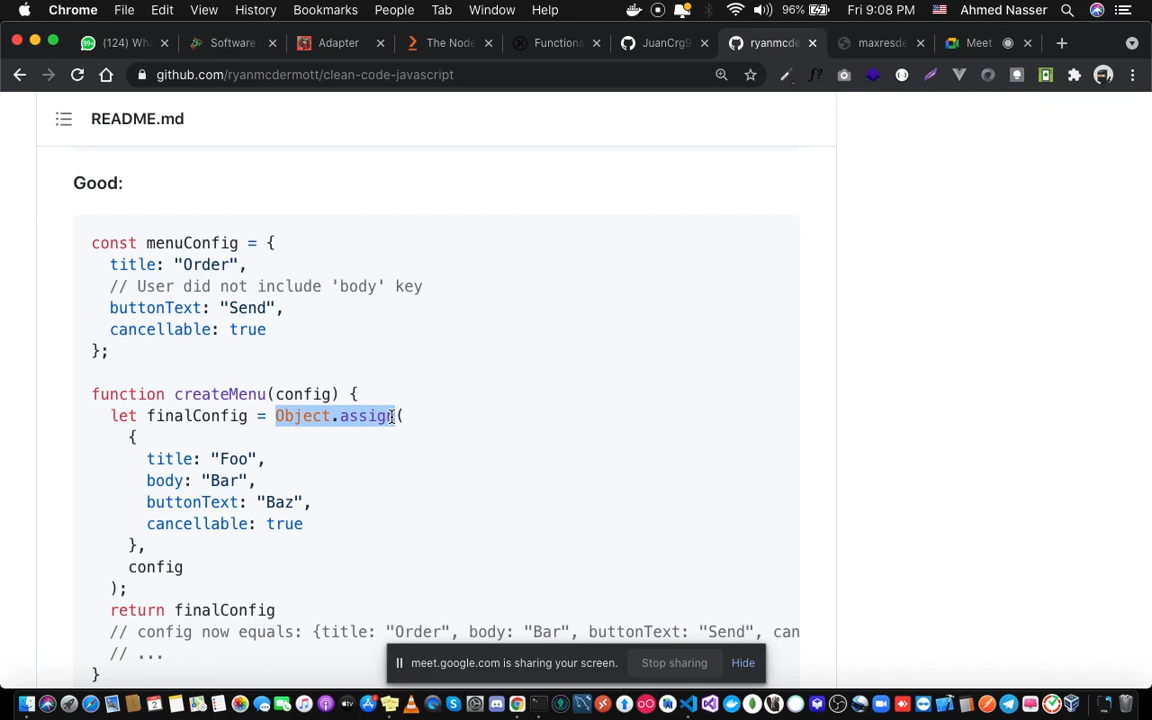 Chrome File Edit View History Bookmarks People Tab Window Help 96% Fri 9:08 PM Ahmed Nasser
(124) Wha Software Adapter The Node Functiona JuanCrg9 ryanmcde maxresde Meet
github.com/ryanmcdermott/clean-code-javascript
README.md
Good:
const menuConfig = {
title: "Order",
// User did not include 'body' key
buttonText: "Send",
cancellable: true
};
function createMenu(config) {
let finalConfig = Object.assign(
{
title: "Foo",
body: "Bar",
buttonText: "Baz",
cancellable: true
},
config
);
return finalConfig
// config now equals: {title: "Order", body: "Bar", buttonText: "Send", can
// ...
}
meet.google.com is sharing your screen. Stop sharing Hide